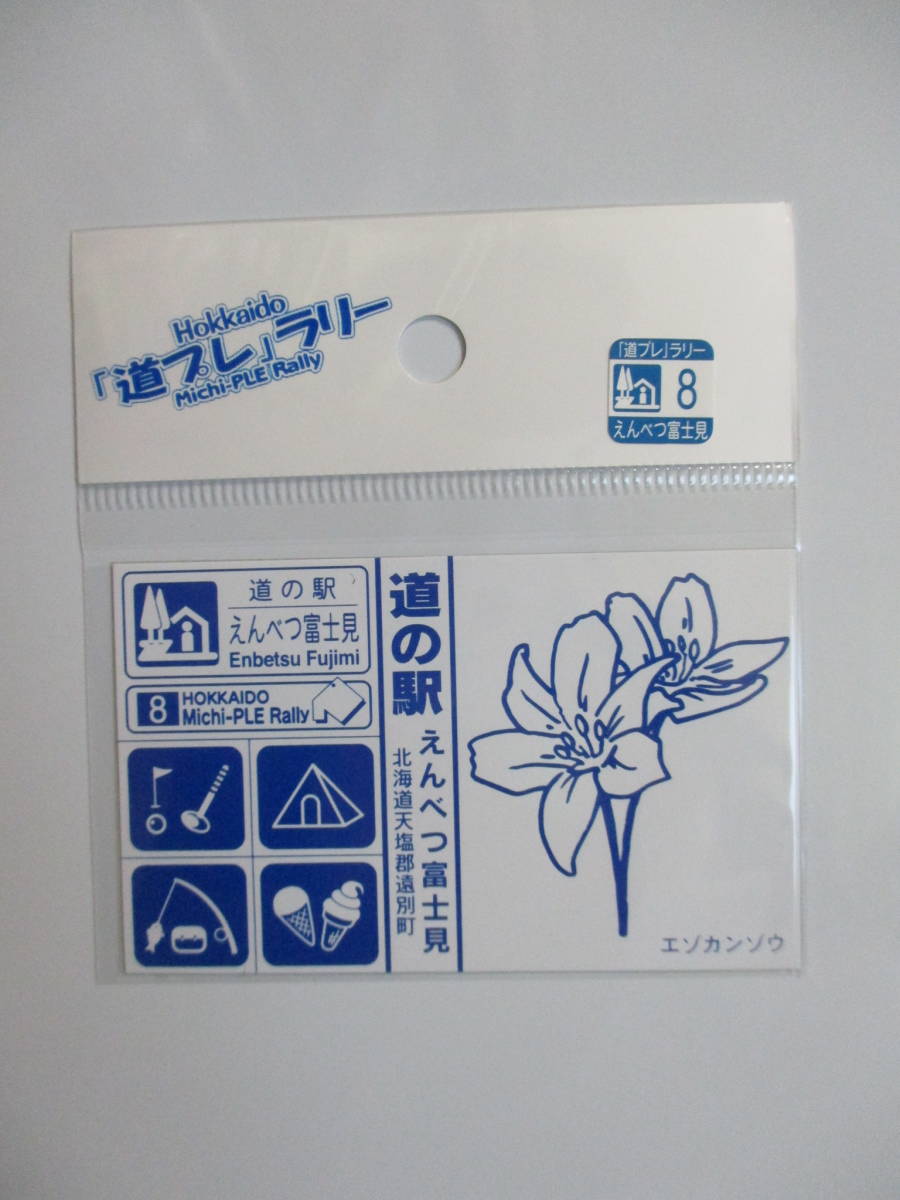 Hokkaido
「道プレ」ラリー
Michi-PLE Rally
「道プレ」ラリー
8
えんべつ富士見
道の駅
えんべつ富士見
Enbetsu Fujimi
8 HOKKAIDO
Michi-PLE Rally
道の駅 えんべつ富士見
北海道天塩郡遠別町
エゾカンゾウ